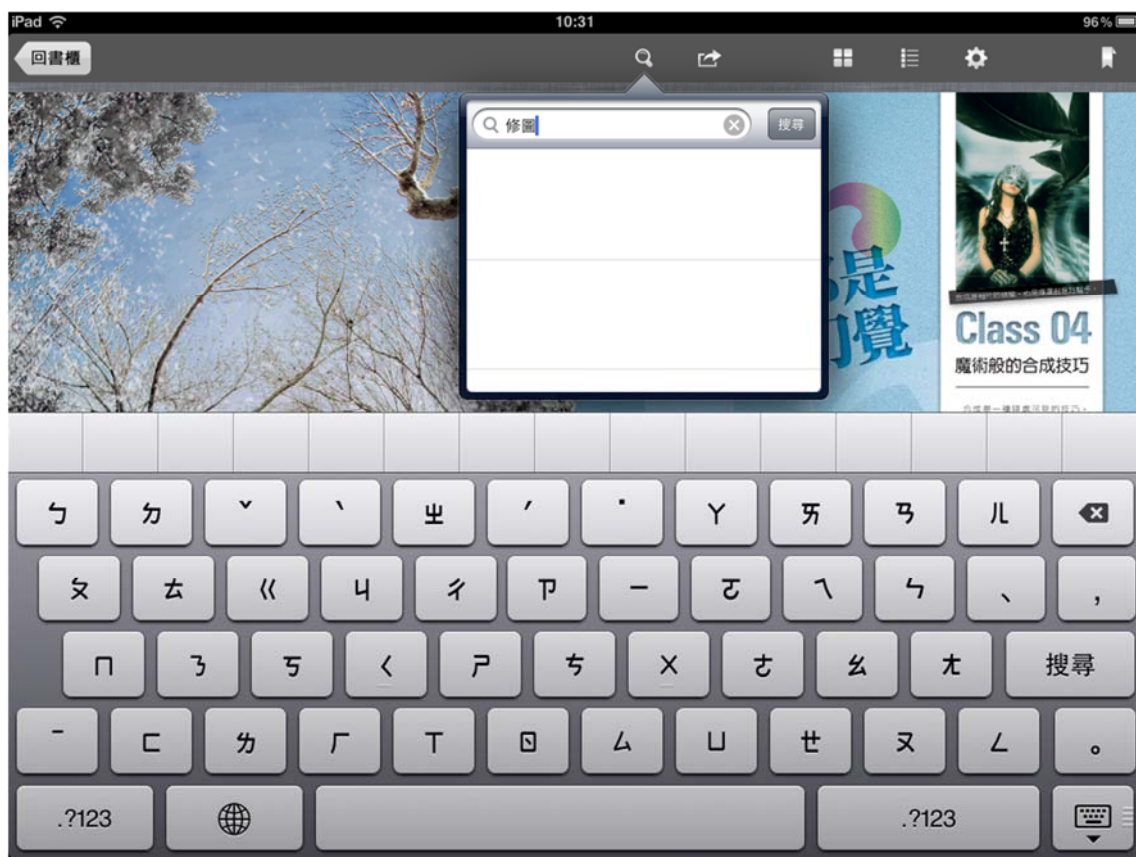 iPad 10:31 96%
回書櫃
修圖 搜尋
是
覺
Class 04
魔術般的合成技巧
ㄅ ㄉ ˇ ˋ ㄓ ˊ ˙ ㄚ ㄞ ㄢ ㄦ
ㄆ ㄊ ㄍ ㄐ ㄔ ㄗ ㄧ ㄛ ㄟ ㄣ 、 ，
ㄇ ㄋ ㄎ ㄑ ㄕ ㄘ ㄨ ㄜ ㄠ ㄤ 搜尋
ˉ ㄈ ㄌ ㄏ ㄒ ㄖ ㄙ ㄩ ㄝ ㄡ ㄥ 。
.?123 .?123